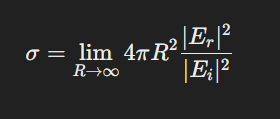 σ = lim_{R→∞} 4πR² |E_r|² / |E_i|²